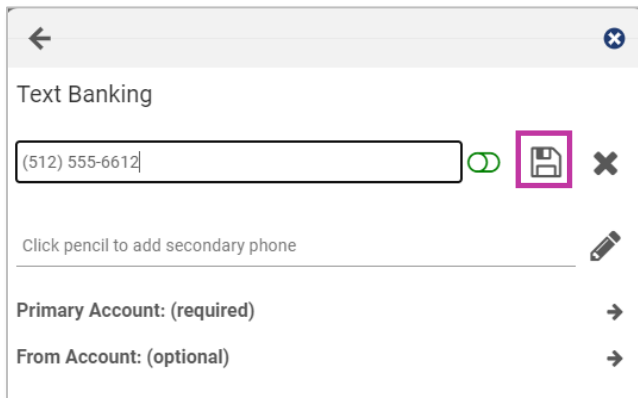 Text Banking
(512) 555-6612
Click pencil to add secondary phone
Primary Account: (required)
From Account: (optional)